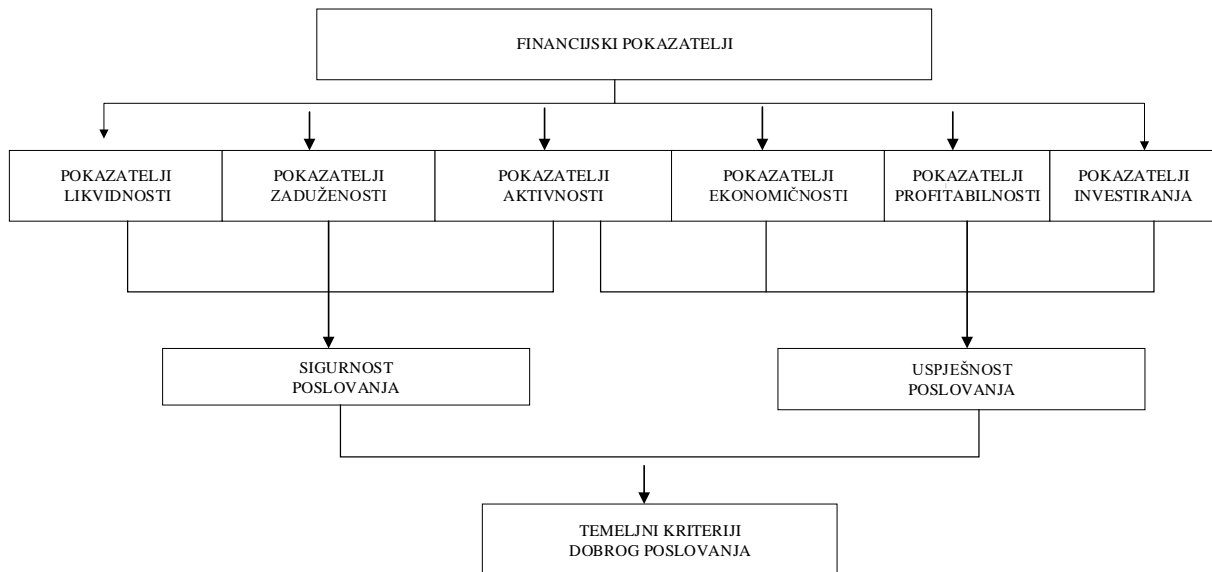 FINANCIJSKI POKAZATELJI
POKAZATELJI
LIKVIDNOSTI
POKAZATELJI
ZADUŽENOSTI
POKAZATELJI
AKTIVNOSTI
POKAZATELJI
EKONOMIČNOSTI
POKAZATELJI
PROFITABILNOSTI
POKAZATELJI
INVESTIRANJA
SIGURNOST
POSLOVANJA
USPJEŠNOST
POSLOVANJA
TEMELJNI KRITERIJI
DOBROG POSLOVANJA